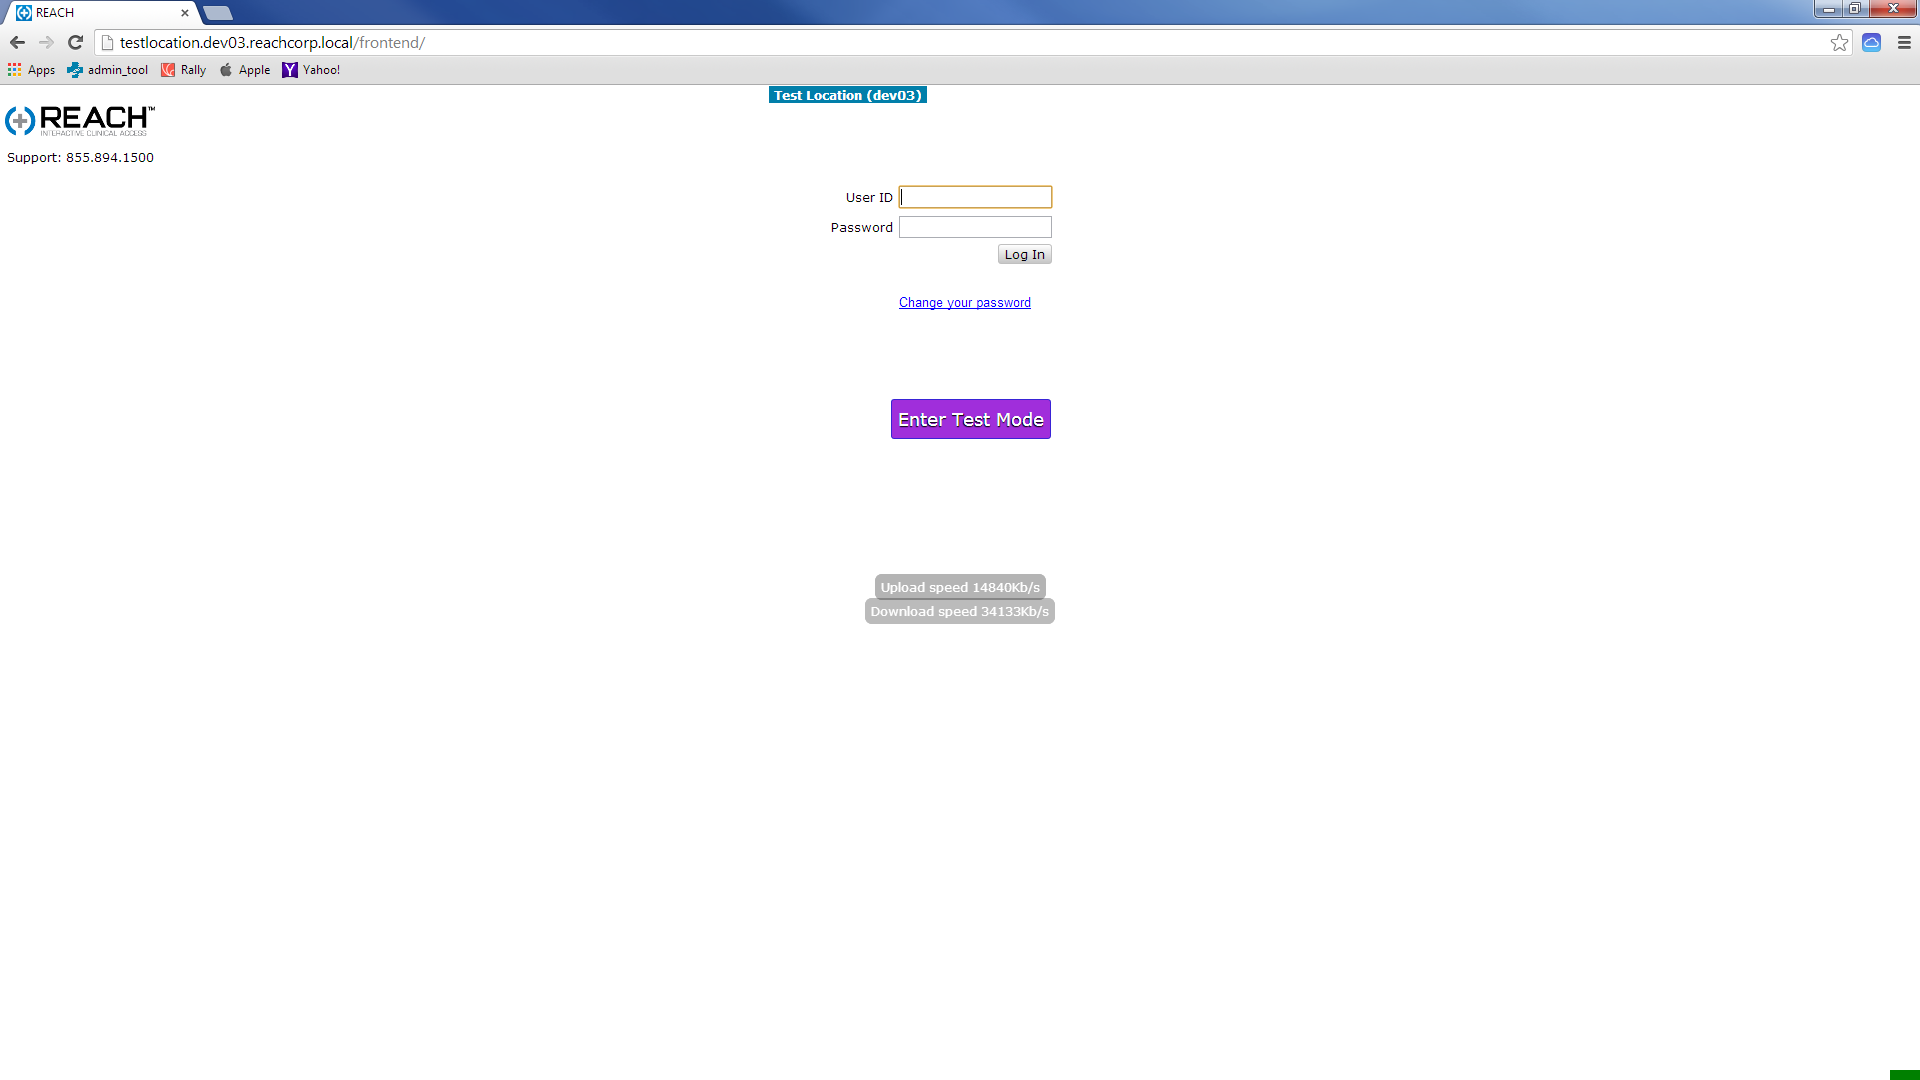 REACH
testlocation.dev03.reachcorp.local/frontend/
Apps admin_tool Rally Apple Yahoo!
Test Location (dev03)
REACH™
INTERACTIVE CLINICAL ACCESS
Support: 855.894.1500
User ID
Password
Log In
Change your password
Enter Test Mode
Upload speed 14840Kb/s
Download speed 34133Kb/s